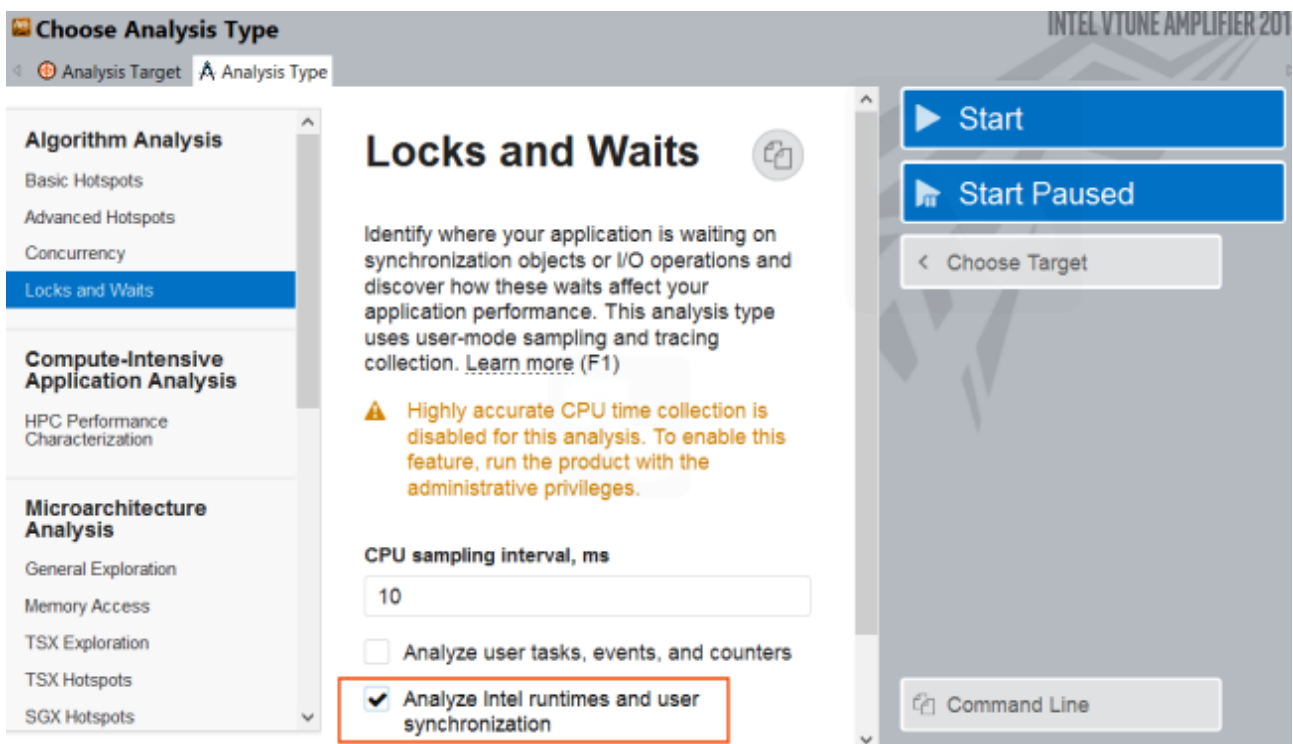 Choose Analysis Type
INTEL VTUNE AMPLIFIER 201
Analysis Target
Analysis Type
Algorithm Analysis
Basic Hotspots
Advanced Hotspots
Concurrency
Locks and Waits
Compute-Intensive
Application Analysis
HPC Performance
Characterization
Microarchitecture
Analysis
General Exploration
Memory Access
TSX Exploration
TSX Hotspots
SGX Hotspots
Locks and Waits
Identify where your application is waiting on
synchronization objects or I/O operations and
discover how these waits affect your
application performance. This analysis type
uses user-mode sampling and tracing
collection. Learn more (F1)
Highly accurate CPU time collection is
disabled for this analysis. To enable this
feature, run the product with the
administrative privileges.
CPU sampling interval, ms
10
Analyze user tasks, events, and counters
Analyze Intel runtimes and user
synchronization
Start
Start Paused
Choose Target
Command Line